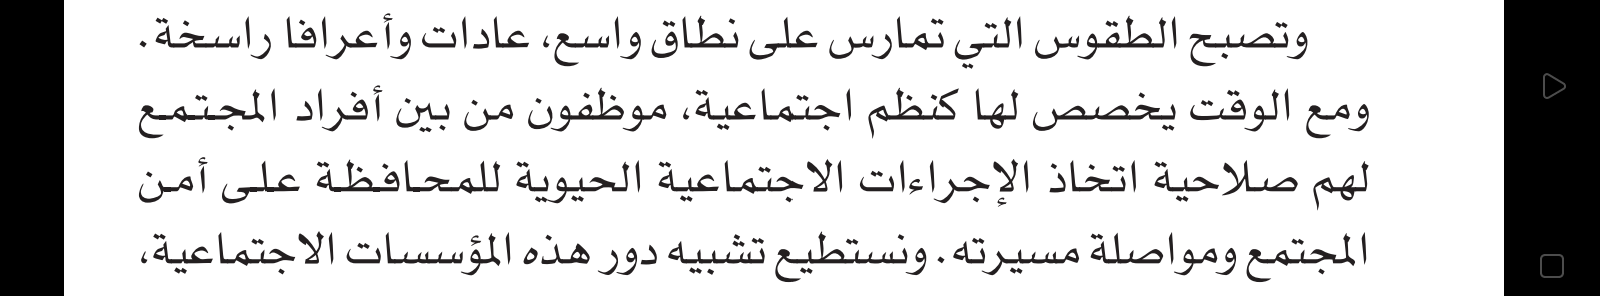 وتصبح الطقوس التي تمارس على نطاق واسع، عادات وأعرافا راسخة.
ومع الوقت يخصص لها كنظم اجتماعية، موظفون من بين أفراد المجتمع
لهم صلاحية اتخاذ الإجراءات الاجتماعية الحيوية للمحافظة على أمن
المجتمع ومواصلة مسيرته. ونستطيع تشبيه دور هذه المؤسسات الاجتماعية،